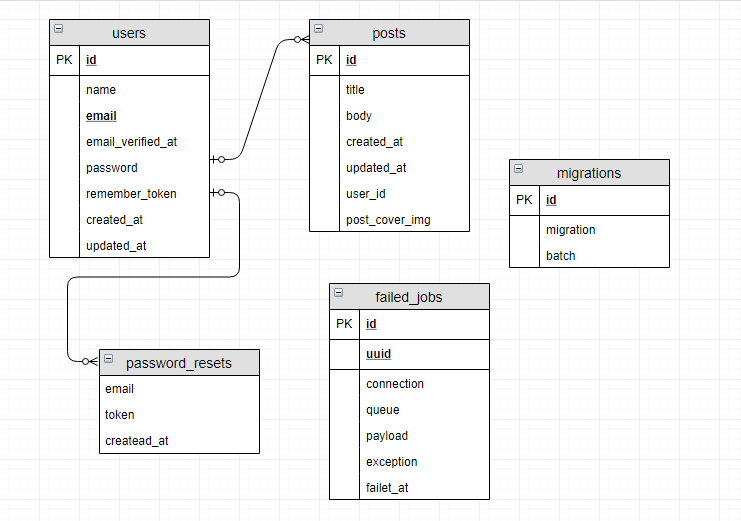 users
PK id
name
email
email_verified_at
password
remember_token
created_at
updated_at
posts
PK id
title
body
created_at
updated_at
user_id
post_cover_img
migrations
PK id
migration
batch
failed_jobs
PK id
uuid
connection
queue
payload
exception
failet_at
password_resets
email
token
createad_at